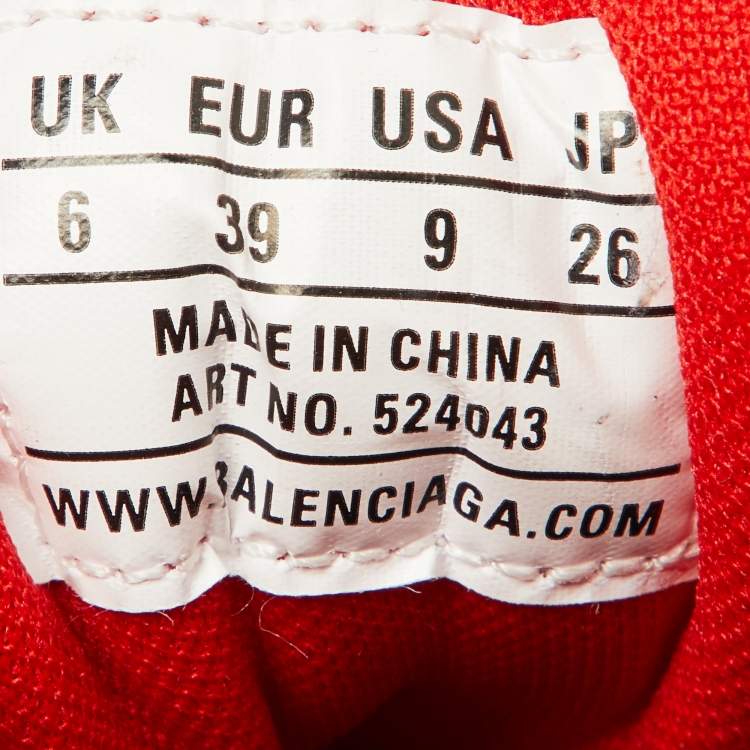 UK EUR USA JP
6 39 9 26
MADE IN CHINA
ART NO. 524043
WWW.BALENCIAGA.COM